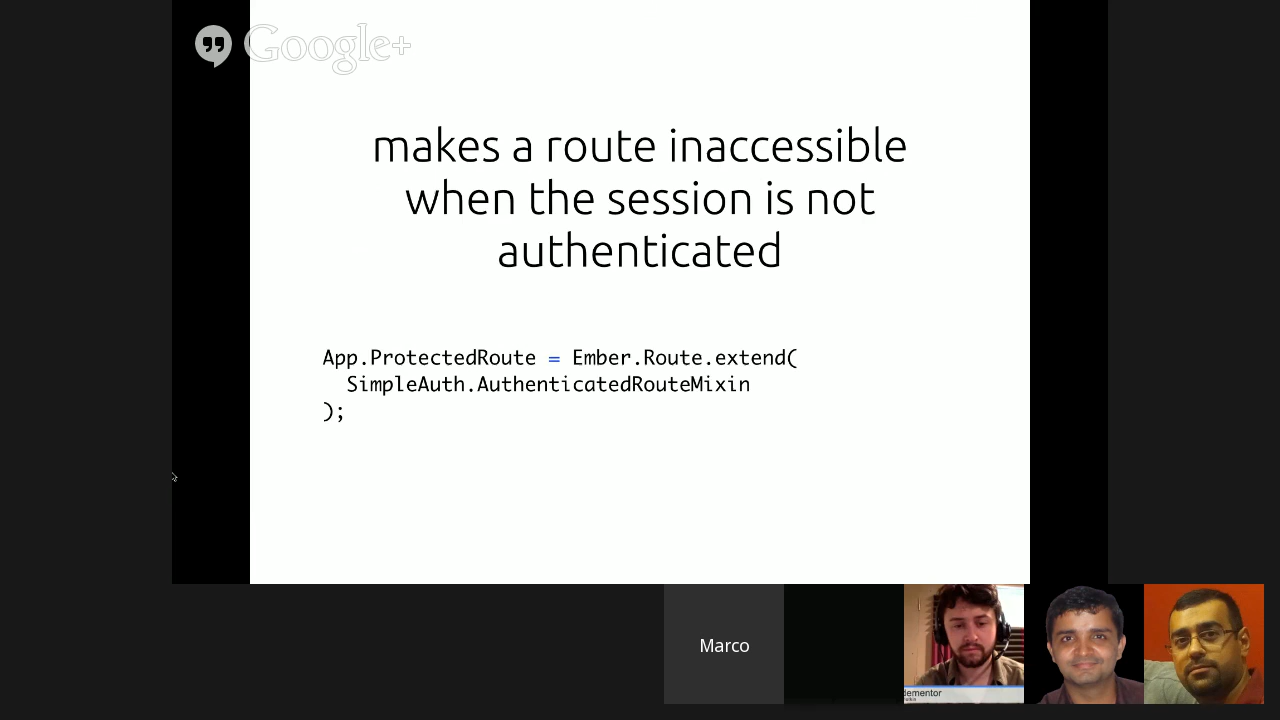 Google+
makes a route inaccessible
when the session is not
authenticated
App.ProtectedRoute = Ember.Route.extend(
SimpleAuth.AuthenticatedRouteMixin
);
Marco
dementor